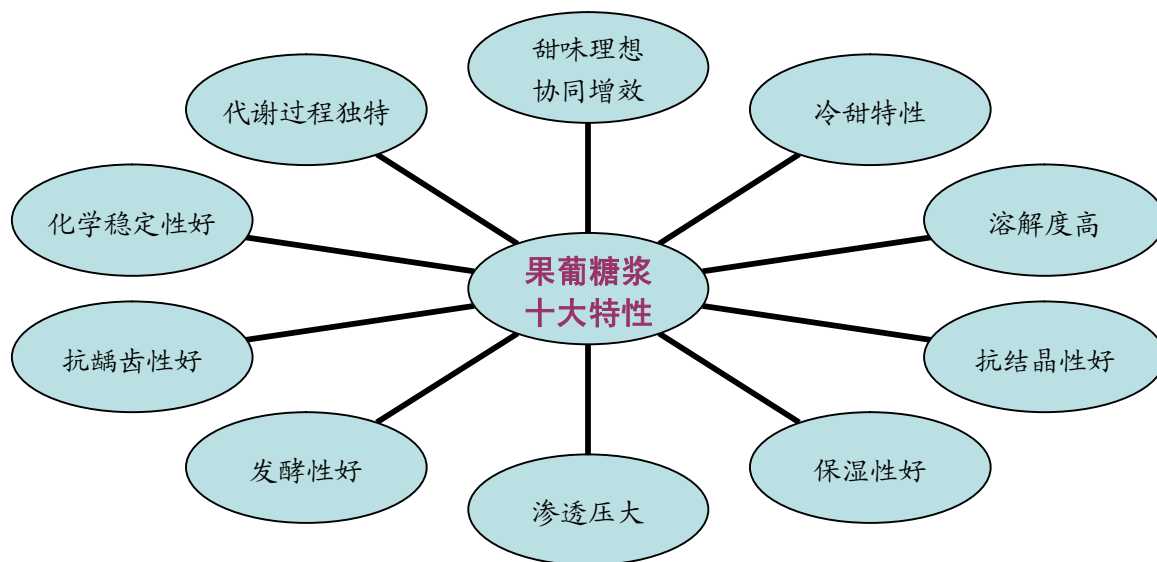 甜味理想
协同增效
代谢过程独特
冷甜特性
化学稳定性好
溶解度高
果葡糖浆
十大特性
抗龋齿性好
抗结晶性好
发酵性好
保湿性好
渗透压大